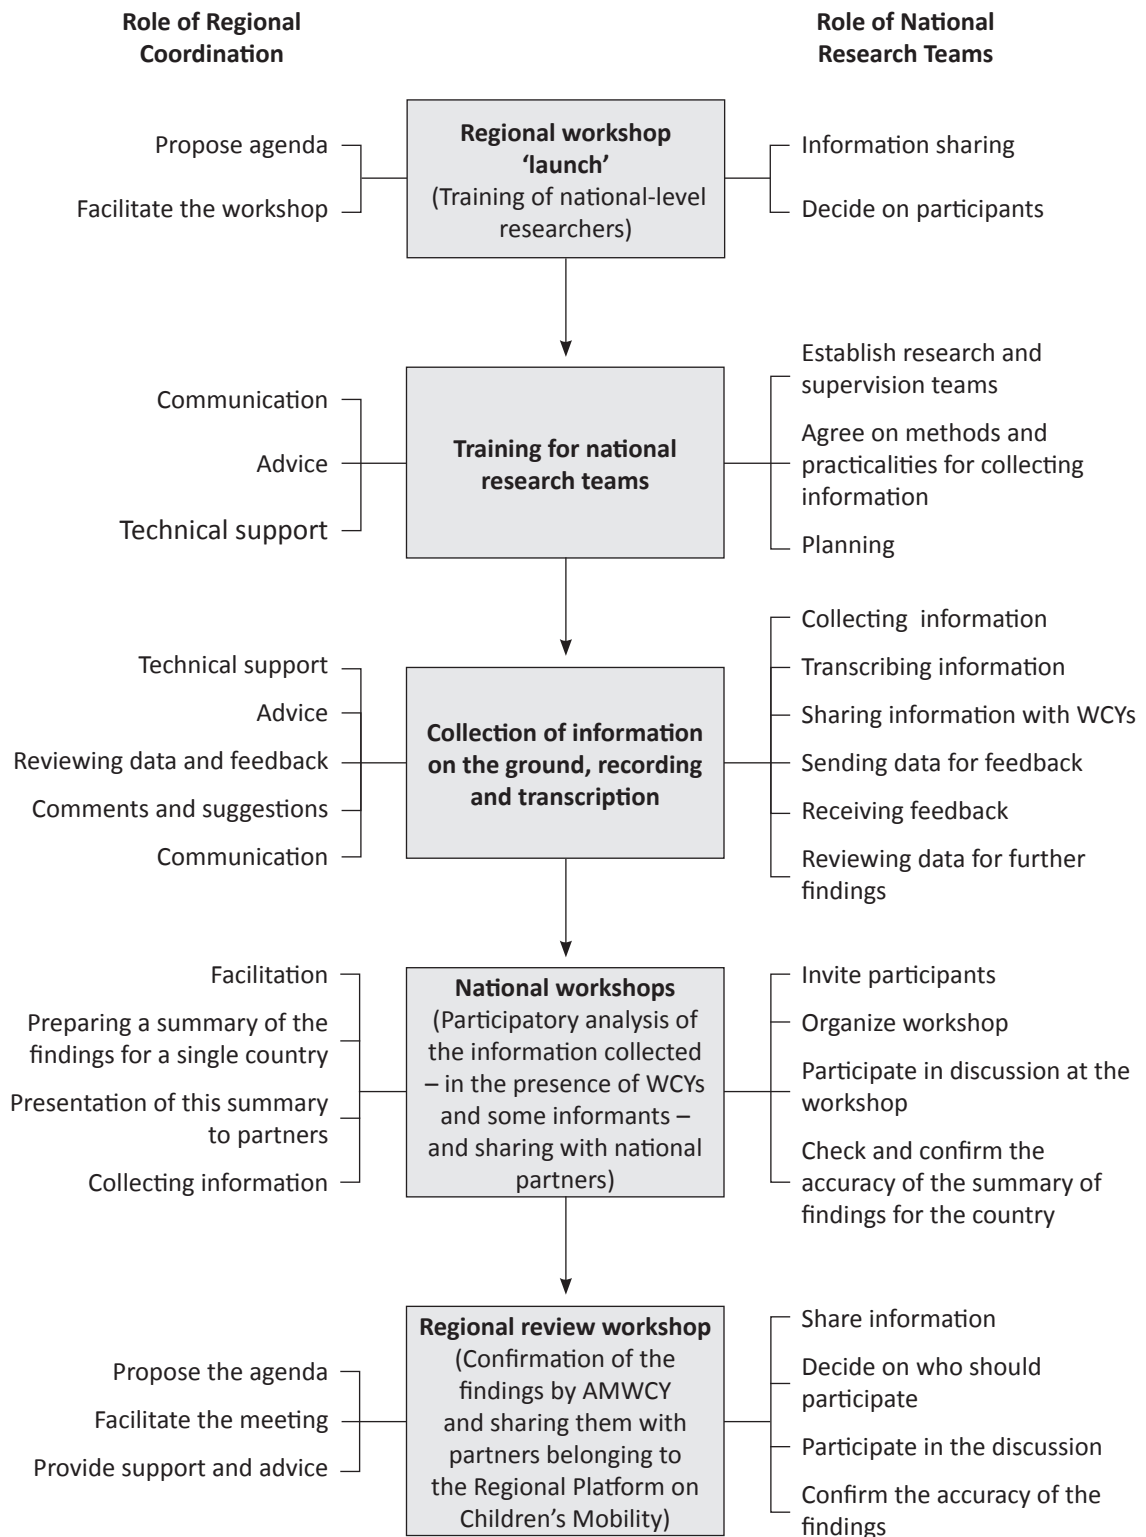 Role of Regional
Coordination
Role of National
Research Teams
Propose agenda
Facilitate the workshop
Regional workshop
‘launch’
(Training of national-level
researchers)
Information sharing
Decide on participants
Communication
Advice
Technical support
Training for national
research teams
Establish research and
supervision teams
Agree on methods and
practicalities for collecting
information
Planning
Technical support
Advice
Reviewing data and feedback
Comments and suggestions
Communication
Collection of information
on the ground, recording
and transcription
Collecting  information
Transcribing information
Sharing information with WCYs
Sending data for feedback
Receiving feedback
Reviewing data for further
findings
Facilitation
Preparing a summary of the
findings for a single country
Presentation of this summary
to partners
Collecting information
National workshops
(Participatory analysis of
the information collected
– in the presence of WCYs
and some informants –
and sharing with national
partners)
Invite participants
Organize workshop
Participate in discussion at the
workshop
Check and confirm the
accuracy of the summary of
findings for the country
Propose the agenda
Facilitate the meeting
Provide support and advice
Regional review workshop
(Confirmation of the
findings by AMWCY
and sharing them with
partners belonging to
the Regional Platform on
Children’s Mobility)
Share information
Decide on who should
participate
Participate in the discussion
Confirm the accuracy of the
findings